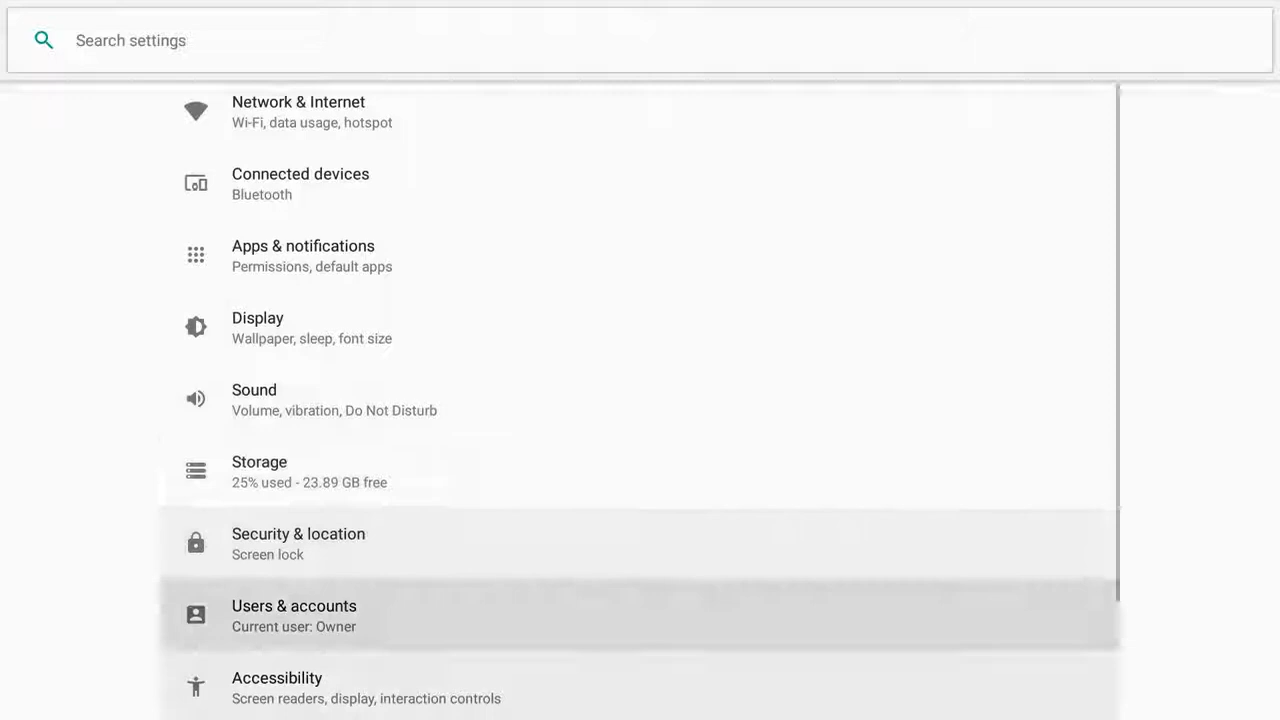 Search settings
Network & Internet
Wi-Fi, data usage, hotspot
Connected devices
Bluetooth
Apps & notifications
Permissions, default apps
Display
Wallpaper, sleep, font size
Sound
Volume, vibration, Do Not Disturb
Storage
25% used - 23.89 GB free
Security & location
Screen lock
Users & accounts
Current user: Owner
Accessibility
Screen readers, display, interaction controls